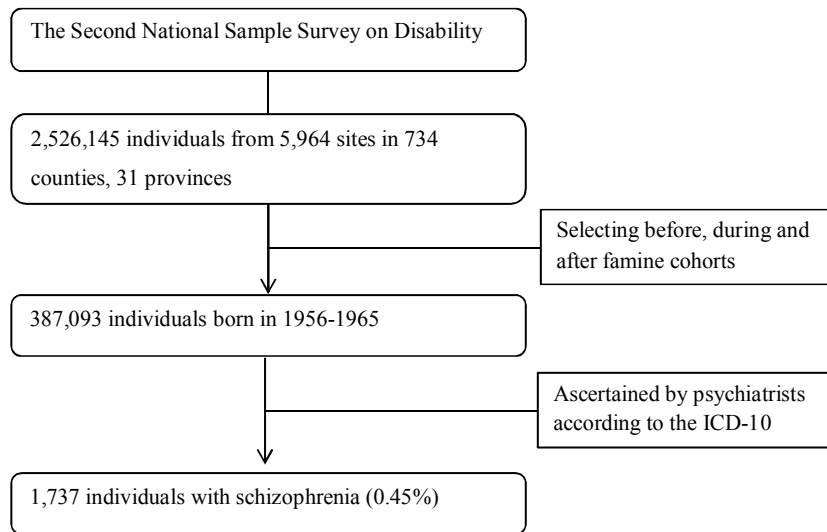 The Second National Sample Survey on Disability
2,526,145 individuals from 5,964 sites in 734
counties, 31 provinces
Selecting before, during and
after famine cohorts
387,093 individuals born in 1956-1965
Ascertained by psychiatrists
according to the ICD-10
1,737 individuals with schizophrenia (0.45%)